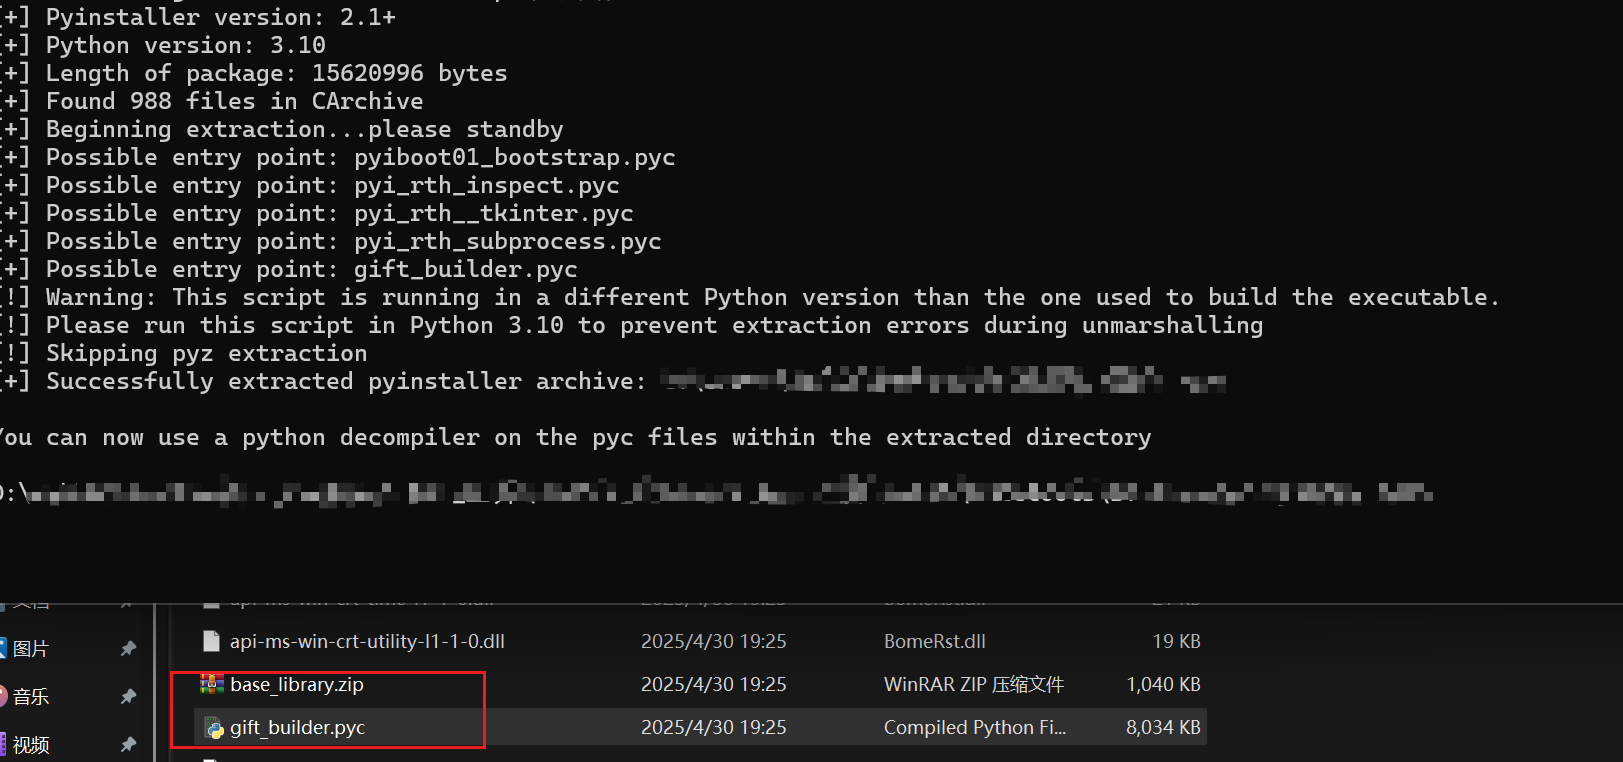 [+] Pyinstaller version: 2.1+
[+] Python version: 3.10
[+] Length of package: 15620996 bytes
[+] Found 988 files in CArchive
[+] Beginning extraction...please standby
[+] Possible entry point: pyiboot01_bootstrap.pyc
[+] Possible entry point: pyi_rth_inspect.pyc
[+] Possible entry point: pyi_rth__tkinter.pyc
[+] Possible entry point: pyi_rth_subprocess.pyc
[+] Possible entry point: gift_builder.pyc
[!] Warning: This script is running in a different Python version than the one used to build the executable.
[!] Please run this script in Python 3.10 to prevent extraction errors during unmarshalling
[!] Skipping pyz extraction
[+] Successfully extracted pyinstaller archive:
You can now use a python decompiler on the pyc files within the extracted directory
D:\
图片
音乐
视频
api-ms-win-crt-utility-l1-1-0.dll 2025/4/30 19:25 BomeRst.dll 19 KB
base_library.zip 2025/4/30 19:25 WinRAR ZIP 压缩文件 1,040 KB
gift_builder.pyc 2025/4/30 19:25 Compiled Python Fi... 8,034 KB